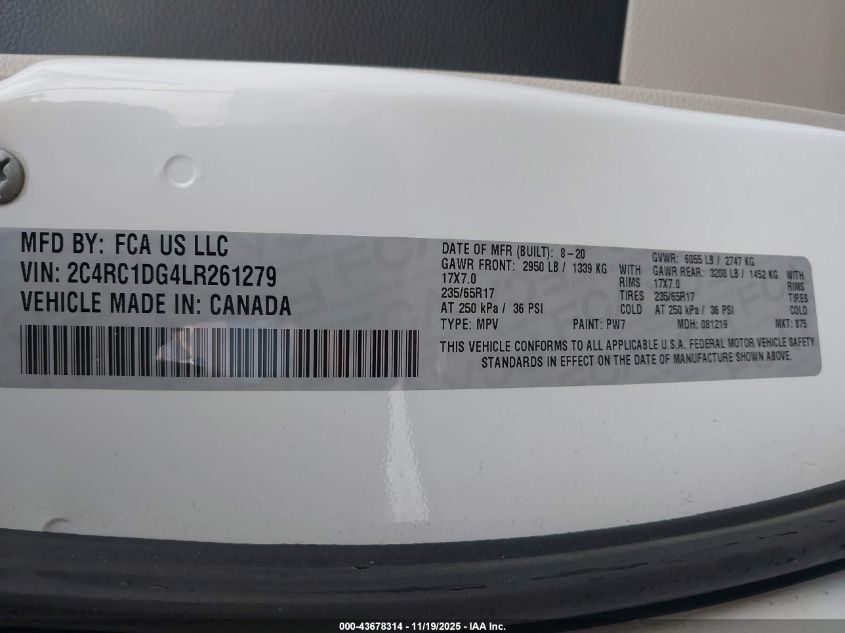 MFD BY: FCA US LLC
VIN: 2C4RC1DG4LR261279
VEHICLE MADE IN: CANADA
DATE OF MFR (BUILT): 8-20 GVWR: 6055 LB / 2747 KG
GAWR FRONT: 2950 LB / 1339 KG WITH GAWR REAR: 3200 LB / 1452 KG WITH
17X7.0 RIMS 17X7.0 RIMS
235/65R17 TIRES 235/65R17 TIRES
AT 250 kPa / 36 PSI COLD AT 250 kPa / 36 PSI COLD
TYPE: MPV PAINT: PW7 MDH: 081219 MKT: 875
THIS VEHICLE CONFORMS TO ALL APPLICABLE U.S.A. FEDERAL MOTOR VEHICLE SAFETY
STANDARDS IN EFFECT ON THE DATE OF MANUFACTURE SHOWN ABOVE.
000-43678314 - 11/19/2025 - IAA Inc.